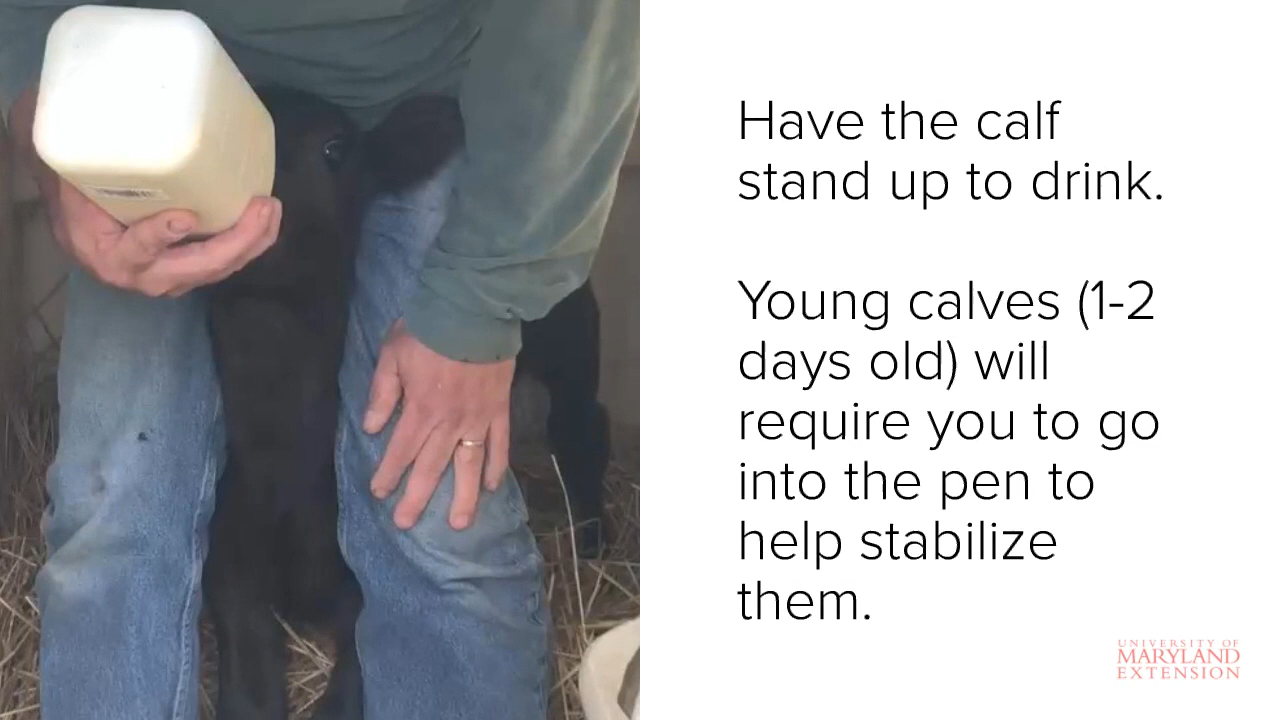 Have the calf
stand up to drink.
Young calves (1-2
days old) will
require you to go
into the pen to
help stabilize
them.
UNIVERSITY OF
MARYLAND
EXTENSION